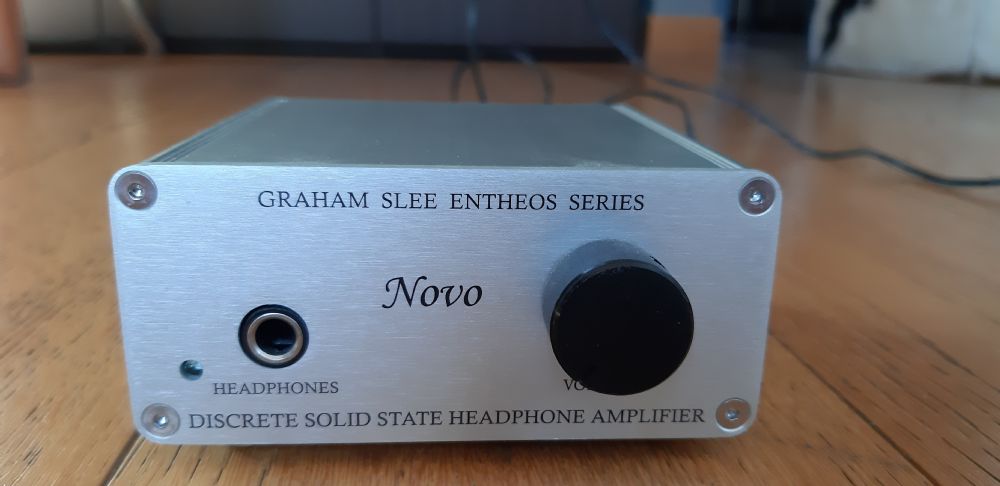 GRAHAM SLEE ENTHEOS SERIES
Novo
HEADPHONES
DISCRETE SOLID STATE HEADPHONE AMPLIFIER